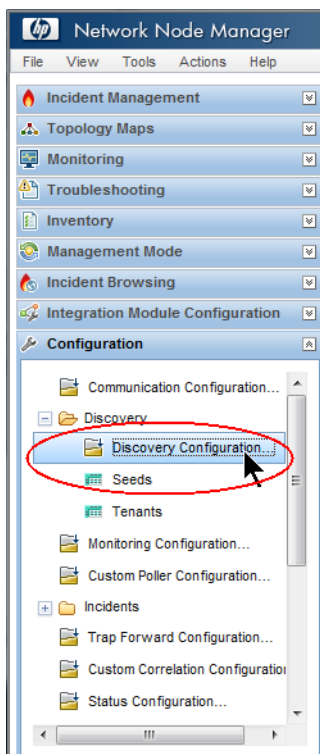 hp Network Node Manager
File View Tools Actions Help
Incident Management
Topology Maps
Monitoring
Troubleshooting
Inventory
Management Mode
Incident Browsing
Integration Module Configuration
Configuration
Communication Configuration...
Discovery
Discovery Configuration...
Seeds
Tenants
Monitoring Configuration...
Custom Poller Configuration...
Incidents
Trap Forward Configuration...
Custom Correlation Configuration
Status Configuration...